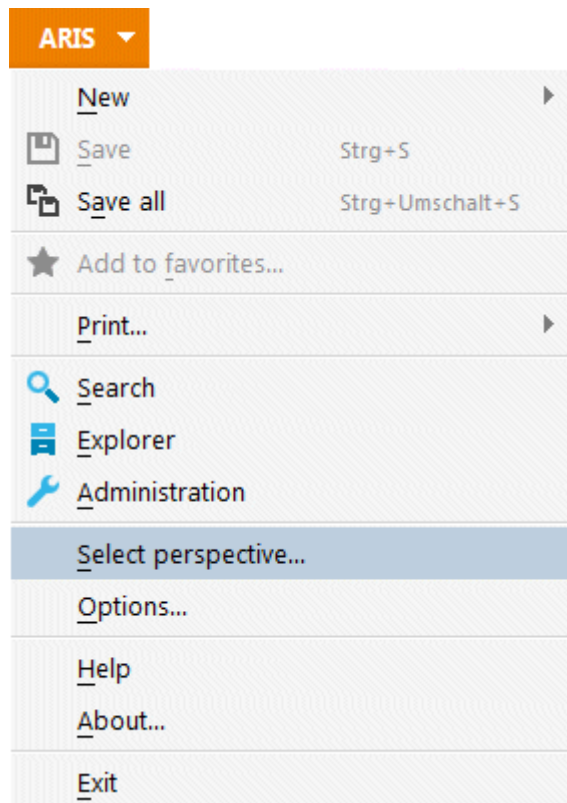 ARIS
New
Save Strg+S
Save all Strg+Umschalt+S
Add to favorites...
Print...
Search
Explorer
Administration
Select perspective...
Options...
Help
About...
Exit